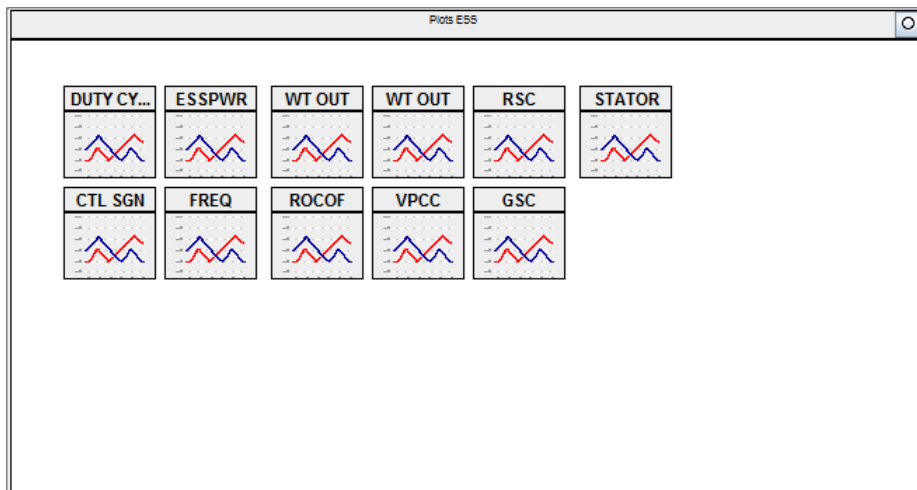 Plots ESS
DUTY CY... ESSPWR WT OUT WT OUT RSC STATOR
CTL SGN FREQ ROCOF VPCC GSC